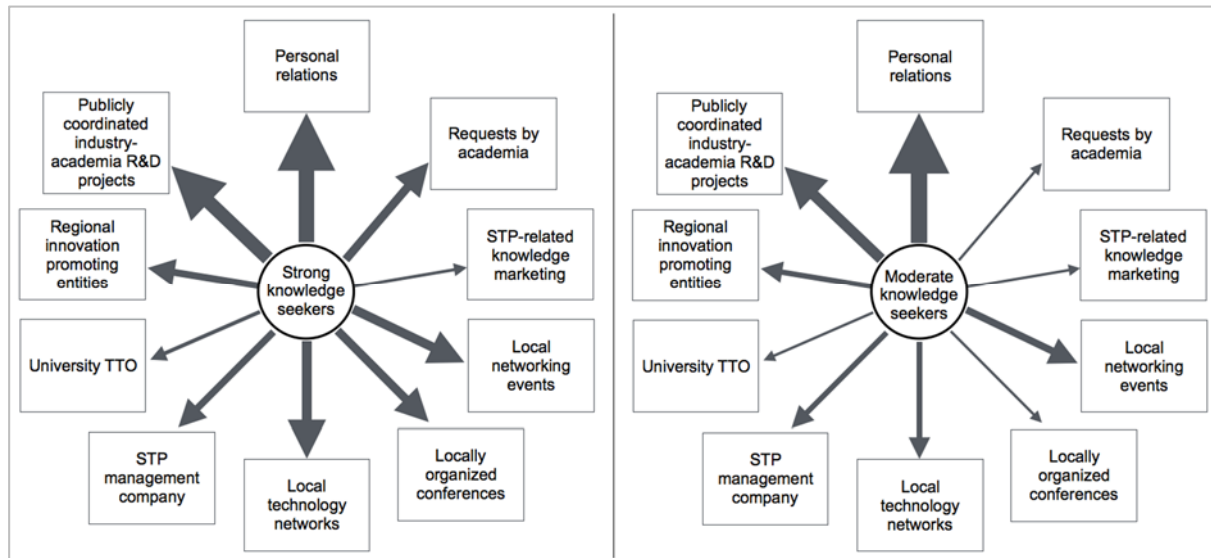 Personal
relations
Publicly
coordinated
industry-
academia R&D
projects
Requests by
academia
Regional
innovation
promoting
entities
STP-related
knowledge
marketing
Strong
knowledge
seekers
University TTO
Local
networking
events
STP
management
company
Local
technology
networks
Locally
organized
conferences
Personal
relations
Publicly
coordinated
industry-
academia R&D
projects
Requests by
academia
Regional
innovation
promoting
entities
STP-related
knowledge
marketing
Moderate
knowledge
seekers
University TTO
Local
networking
events
STP
management
company
Local
technology
networks
Locally
organized
conferences